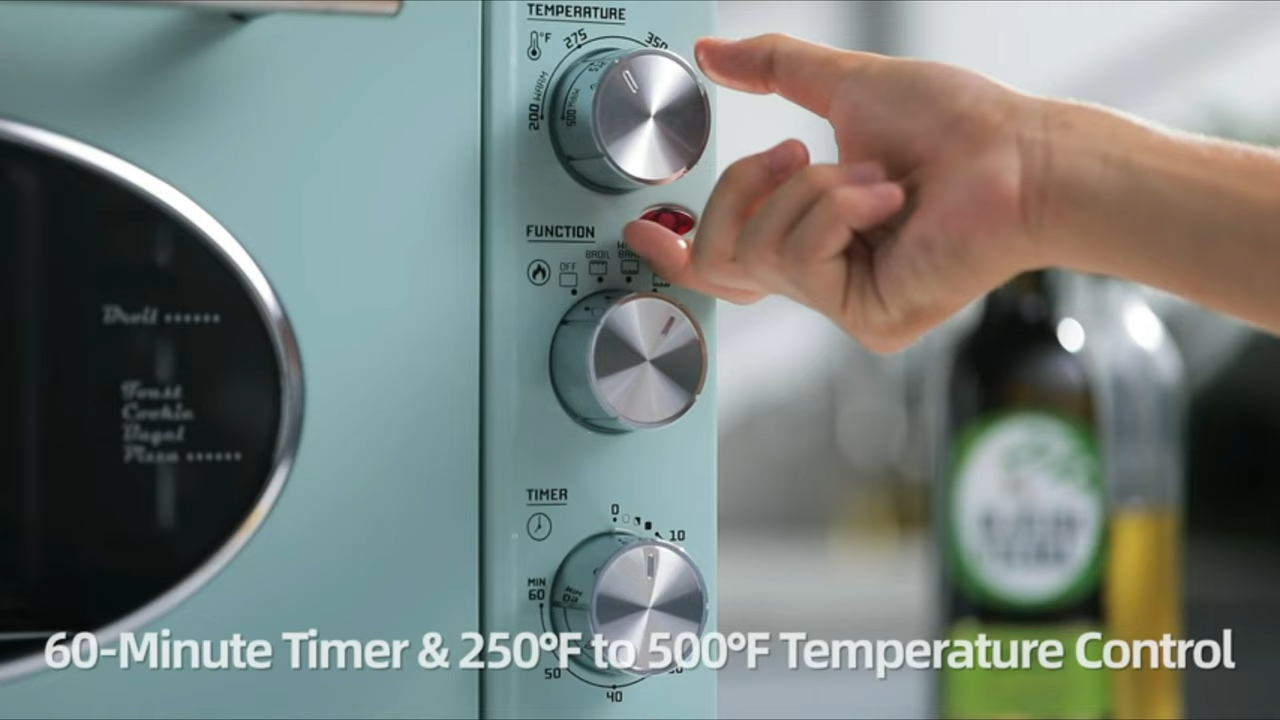 TEMPERATURE
°F
275
350
200 WARM
FUNCTION
OFF
BROIL
Broil
Toast
Cookie
Bagel
Pizza
TIMER
0
10
MIN
60
50
40
60-Minute Timer & 250°F to 500°F Temperature Control